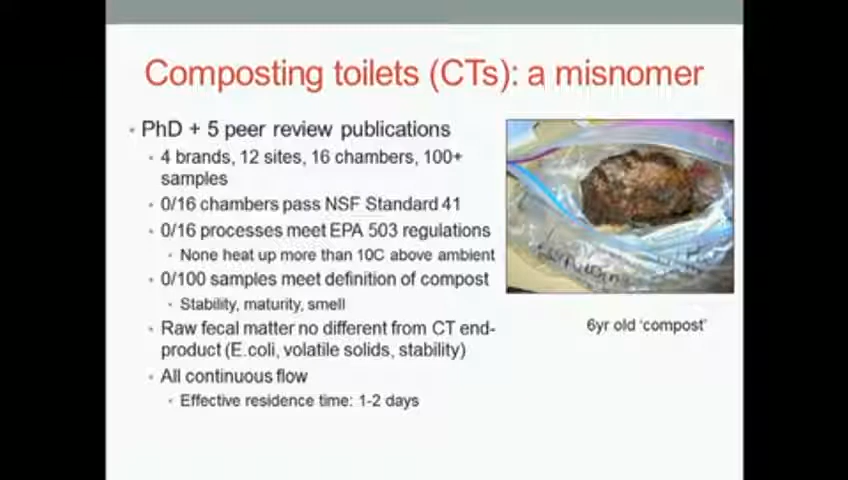 Composting toilets (CTs): a misnomer
PhD + 5 peer review publications
4 brands, 12 sites, 16 chambers, 100+
samples
0/16 chambers pass NSF Standard 41
0/16 processes meet EPA 503 regulations
None heat up more than 10C above ambient
0/100 samples meet definition of compost
Stability, maturity, smell
Raw fecal matter no different from CT end-
product (E.coli, volatile solids, stability)
All continuous flow
Effective residence time: 1-2 days
6yr old 'compost'